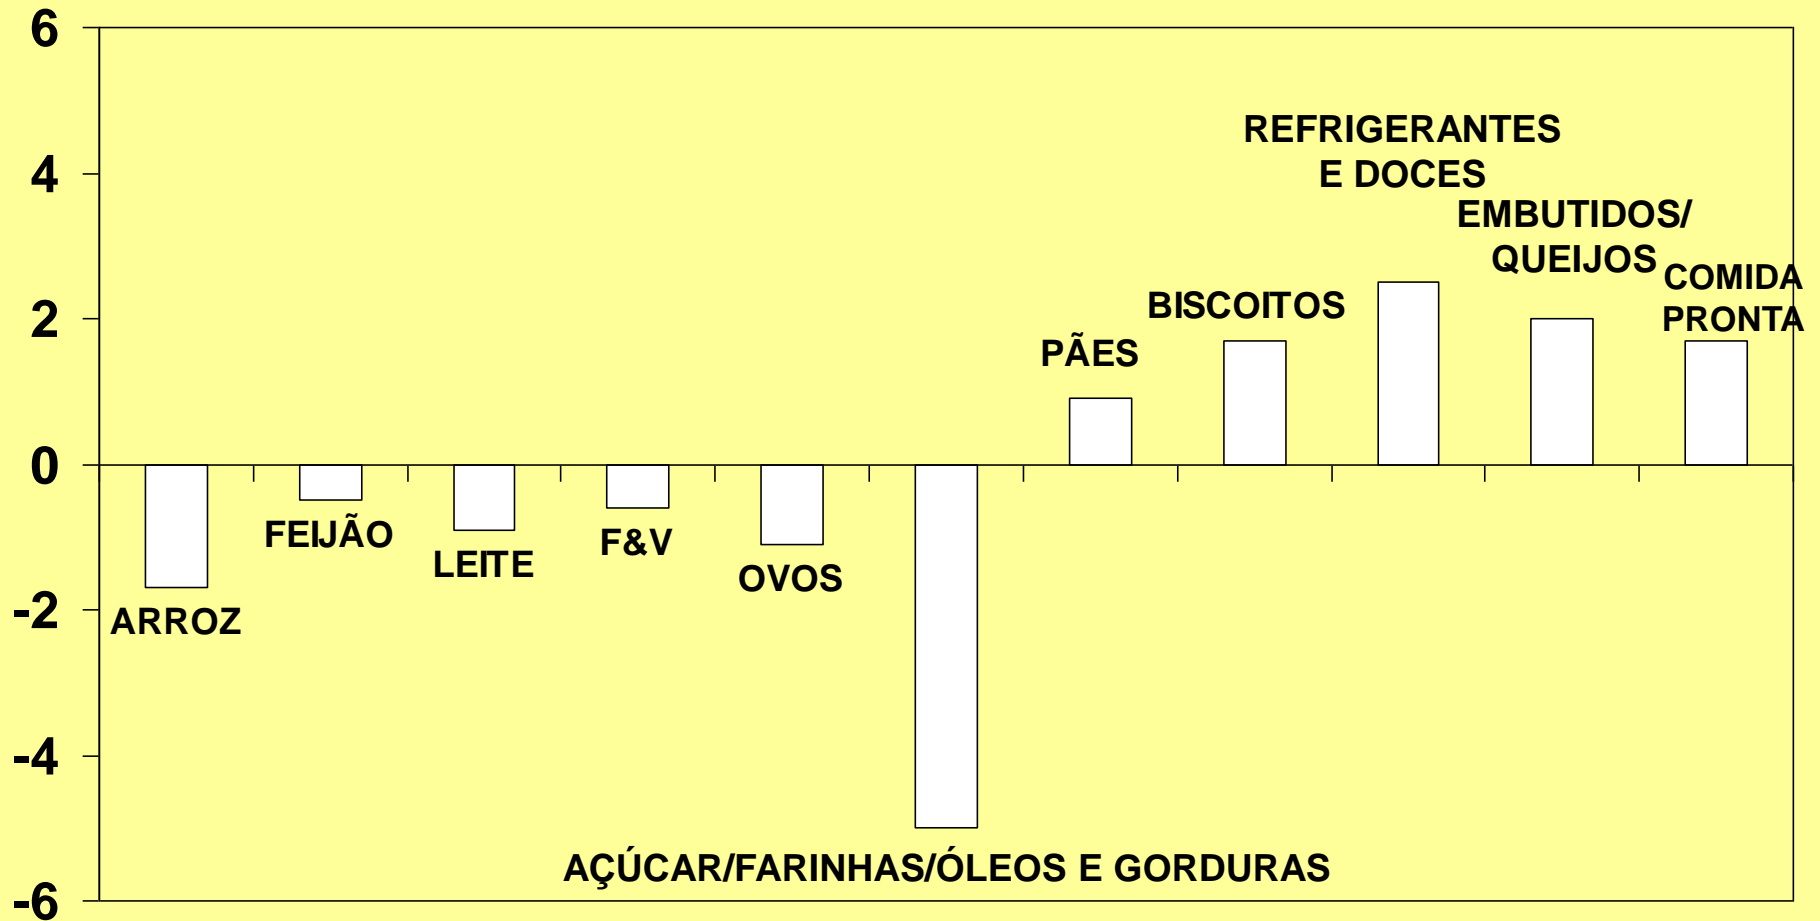 6
4
2
0
-2
-4
-6
ARROZ
FEIJÃO
LEITE
F&V
OVOS
AÇÚCAR/FARINHAS/ÓLEOS E GORDURAS
PÃES
BISCOITOS
REFRIGERANTES
E DOCES
EMBUTIDOS/
QUEIJOS
COMIDA
PRONTA